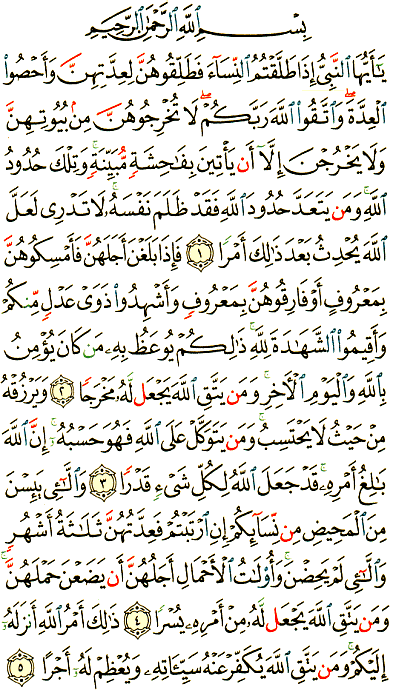 بِسْمِ ٱللَّهِ ٱلرَّحْمَٰنِ ٱلرَّحِيمِ
يَٰٓأَيُّهَا ٱلنَّبِىُّ إِذَا طَلَّقْتُمُ ٱلنِّسَآءَ فَطَلِّقُوهُنَّ لِعِدَّتِهِنَّ وَأَحْصُوا۟
ٱلْعِدَّةَ ۖ وَٱتَّقُوا۟ ٱللَّهَ رَبَّكُمْ ۖ لَا تُخْرِجُوهُنَّ مِنۢ بُيُوتِهِنَّ
وَلَا يَخْرُجْنَ إِلَّآ أَن يَأْتِينَ بِفَٰحِشَةٍ مُّبَيِّنَةٍ ۚ وَتِلْكَ حُدُودُ
ٱللَّهِ ۚ وَمَن يَتَعَدَّ حُدُودَ ٱللَّهِ فَقَدْ ظَلَمَ نَفْسَهُۥ ۚ لَا تَدْرِى لَعَلَّ
ٱللَّهَ يُحْدِثُ بَعْدَ ذَٰلِكَ أَمْرًا ۝١ فَإِذَا بَلَغْنَ أَجَلَهُنَّ فَأَمْسِكُوهُنَّ
بِمَعْرُوفٍ أَوْ فَارِقُوهُنَّ بِمَعْرُوفٍ وَأَشْهِدُوا۟ ذَوَىْ عَدْلٍ مِّنكُمْ
وَأَقِيمُوا۟ ٱلشَّهَٰدَةَ لِلَّهِ ۚ ذَٰلِكُمْ يُوعَظُ بِهِۦ مَن كَانَ يُؤْمِنُ
بِٱللَّهِ وَٱلْيَوْمِ ٱلْءَاخِرِ ۚ وَمَن يَتَّقِ ٱللَّهَ يَجْعَل لَّهُۥ مَخْرَجًا ۝٢ وَيَرْزُقْهُ
مِنْ حَيْثُ لَا يَحْتَسِبُ ۚ وَمَن يَتَوَكَّلْ عَلَى ٱللَّهِ فَهُوَ حَسْبُهُۥٓ ۚ إِنَّ ٱللَّهَ
بَٰلِغُ أَمْرِهِۦ ۚ قَدْ جَعَلَ ٱللَّهُ لِكُلِّ شَىْءٍ قَدْرًا ۝٣ وَٱلَّٰٓـِٔى يَئِسْنَ
مِنَ ٱلْمَحِيضِ مِن نِّسَآئِكُمْ إِنِ ٱرْتَبْتُمْ فَعِدَّتُهُنَّ ثَلَٰثَةُ أَشْهُرٍ
وَٱلَّٰٓـِٔى لَمْ يَحِضْنَ ۚ وَأُو۟لَٰتُ ٱلْأَحْمَالِ أَجَلُهُنَّ أَن يَضَعْنَ حَمْلَهُنَّ ۚ
وَمَن يَتَّقِ ٱللَّهَ يَجْعَل لَّهُۥ مِنْ أَمْرِهِۦ يُسْرًا ۝٤ ذَٰلِكَ أَمْرُ ٱللَّهِ أَنزَلَهُۥٓ
إِلَيْكُمْ ۚ وَمَن يَتَّقِ ٱللَّهَ يُكَفِّرْ عَنْهُ سَيِّـَٔاتِهِۦ وَيُعْظِمْ لَهُۥٓ أَجْرًا ۝٥